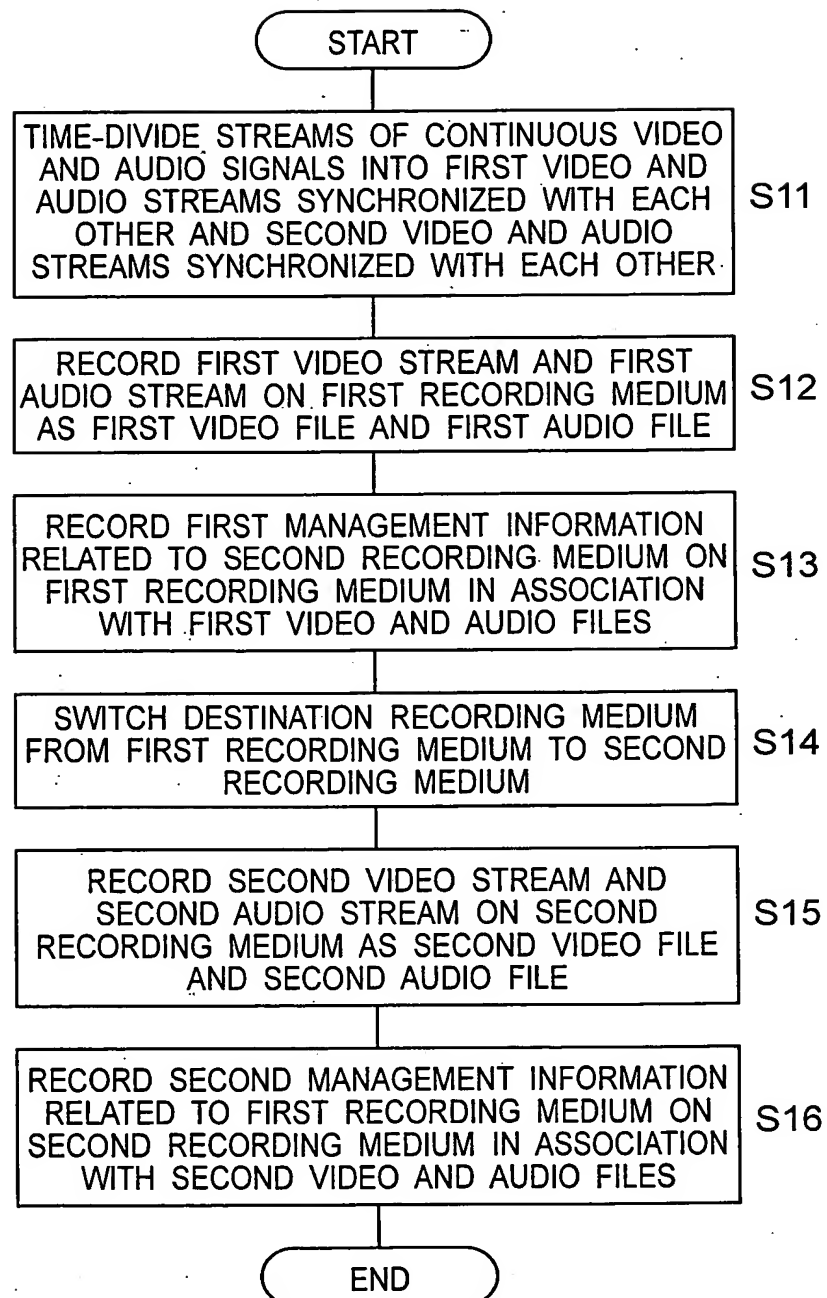 START
TIME-DIVIDE STREAMS OF CONTINUOUS VIDEO
AND AUDIO SIGNALS INTO FIRST VIDEO AND
AUDIO STREAMS SYNCHRONIZED WITH EACH
OTHER AND SECOND VIDEO AND AUDIO
STREAMS SYNCHRONIZED WITH EACH OTHER
S11
RECORD FIRST VIDEO STREAM AND FIRST
AUDIO STREAM ON FIRST RECORDING MEDIUM
AS FIRST VIDEO FILE AND FIRST AUDIO FILE
S12
RECORD FIRST MANAGEMENT INFORMATION
RELATED TO SECOND RECORDING MEDIUM ON
FIRST RECORDING MEDIUM IN ASSOCIATION
WITH FIRST VIDEO AND AUDIO FILES
S13
SWITCH DESTINATION RECORDING MEDIUM
FROM FIRST RECORDING MEDIUM TO SECOND
RECORDING MEDIUM
S14
RECORD SECOND VIDEO STREAM AND
SECOND AUDIO STREAM ON SECOND
RECORDING MEDIUM AS SECOND VIDEO FILE
AND SECOND AUDIO FILE
S15
RECORD SECOND MANAGEMENT INFORMATION
RELATED TO FIRST RECORDING MEDIUM ON
SECOND RECORDING MEDIUM IN ASSOCIATION
WITH SECOND VIDEO AND AUDIO FILES
S16
END